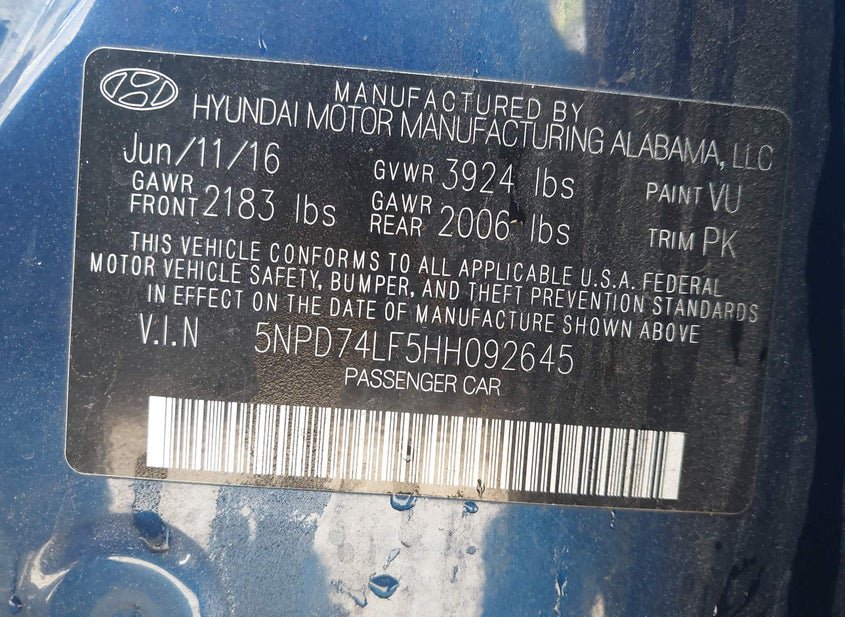 MANUFACTURED BY
HYUNDAI MOTOR MANUFACTURING ALABAMA, LLC
Jun/11/16 GVWR 3924 lbs PAINT VU
GAWR FRONT 2183 lbs GAWR REAR 2006 lbs TRIM PK
THIS VEHICLE CONFORMS TO ALL APPLICABLE U.S.A. FEDERAL
MOTOR VEHICLE SAFETY, BUMPER, AND THEFT PREVENTION STANDARDS
IN EFFECT ON THE DATE OF MANUFACTURE SHOWN ABOVE
V.I.N 5NPD74LF5HH092645
PASSENGER CAR